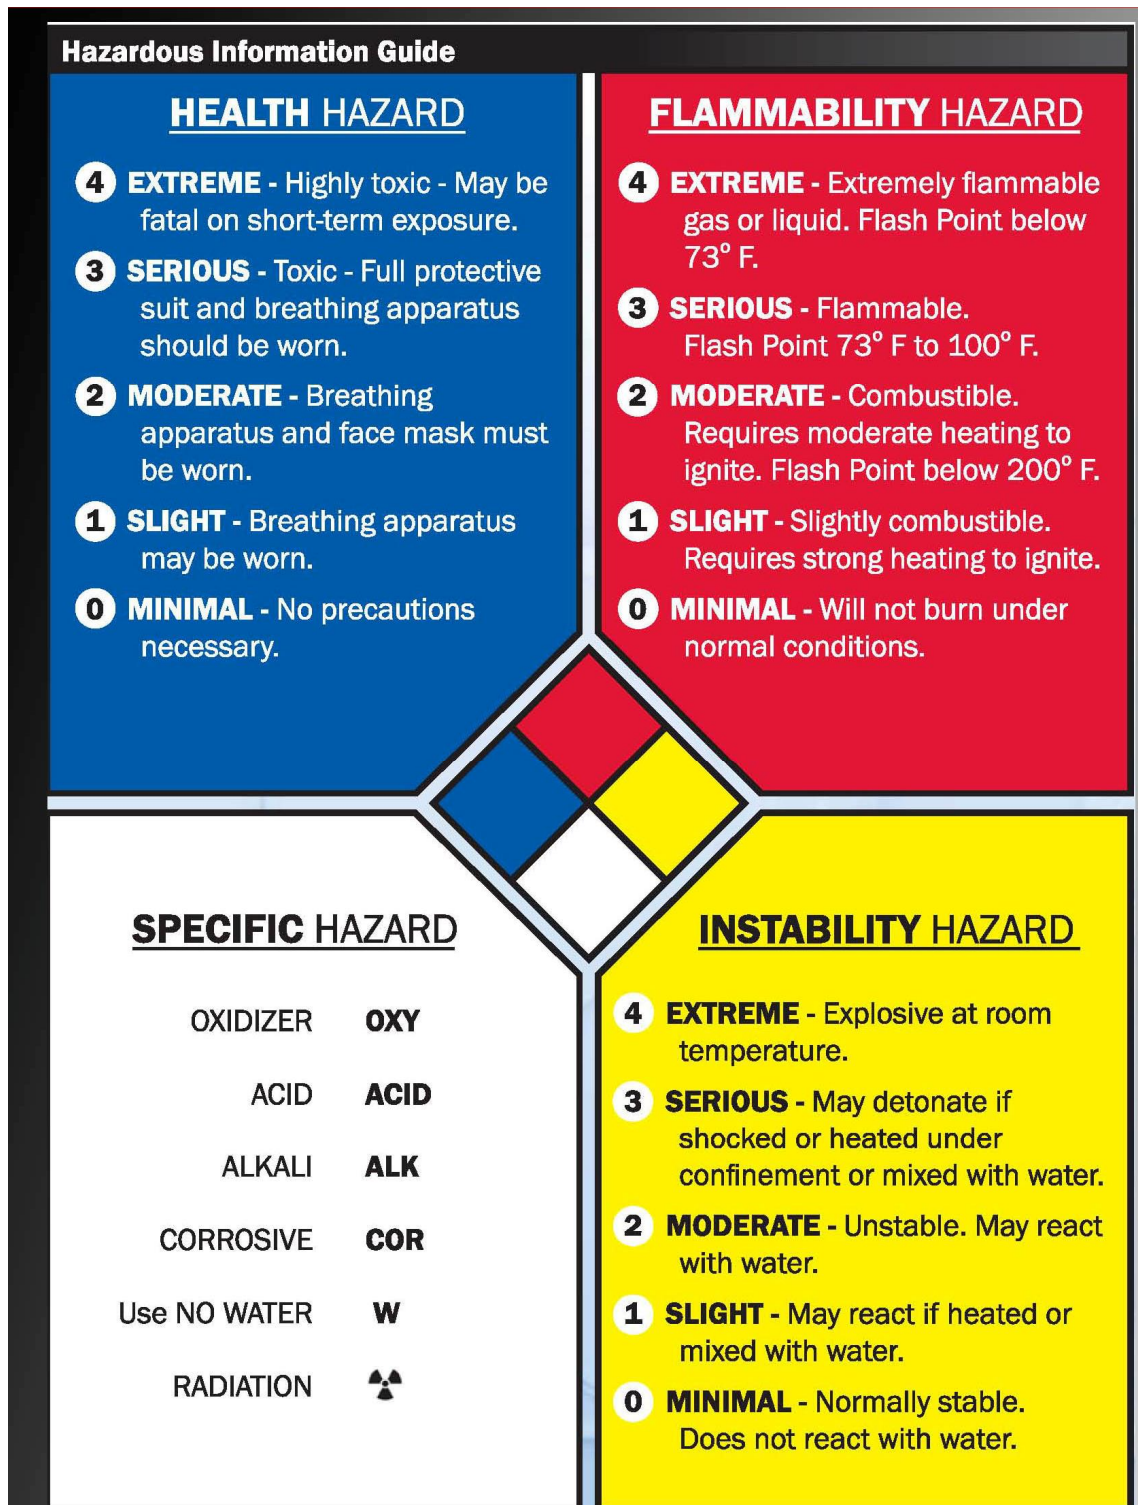 Hazardous Information Guide
HEALTH HAZARD
4 EXTREME - Highly toxic - May be
fatal on short-term exposure.
3 SERIOUS - Toxic - Full protective
suit and breathing apparatus
should be worn.
2 MODERATE - Breathing
apparatus and face mask must
be worn.
1 SLIGHT - Breathing apparatus
may be worn.
0 MINIMAL - No precautions
necessary.
FLAMMABILITY HAZARD
4 EXTREME - Extremely flammable
gas or liquid. Flash Point below
73° F.
3 SERIOUS - Flammable.
Flash Point 73° F to 100° F.
2 MODERATE - Combustible.
Requires moderate heating to
ignite. Flash Point below 200° F.
1 SLIGHT - Slightly combustible.
Requires strong heating to ignite.
0 MINIMAL - Will not burn under
normal conditions.
SPECIFIC HAZARD
OXIDIZER OXY
ACID ACID
ALKALI ALK
CORROSIVE COR
Use NO WATER W
RADIATION ☢
INSTABILITY HAZARD
4 EXTREME - Explosive at room
temperature.
3 SERIOUS - May detonate if
shocked or heated under
confinement or mixed with water.
2 MODERATE - Unstable. May react
with water.
1 SLIGHT - May react if heated or
mixed with water.
0 MINIMAL - Normally stable.
Does not react with water.